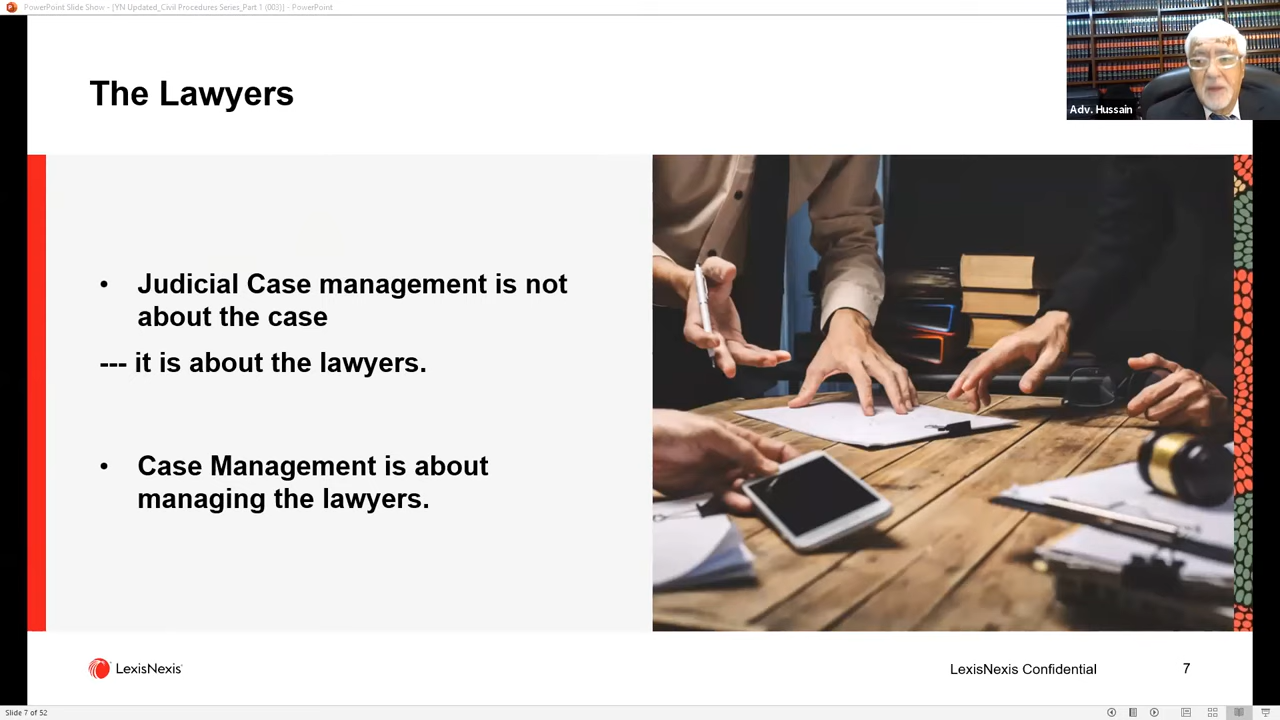 PowerPoint Slide Show - [YN Updated_Civil Procedures Series_Part 1 (003)] - PowerPoint
The Lawyers
Adv. Hussain
• Judicial Case management is not
about the case
--- it is about the lawyers.
• Case Management is about
managing the lawyers.
LexisNexis
LexisNexis Confidential
7
Slide 7 of 52